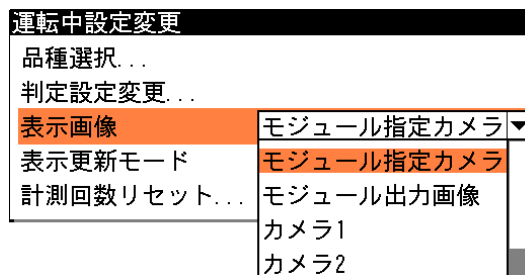 運転中設定変更
品種選択...
判定設定変更...
表示画像 モジュール指定カメラ
表示更新モード モジュール指定カメラ
計測回数リセット... モジュール出力画像
カメラ1
カメラ2